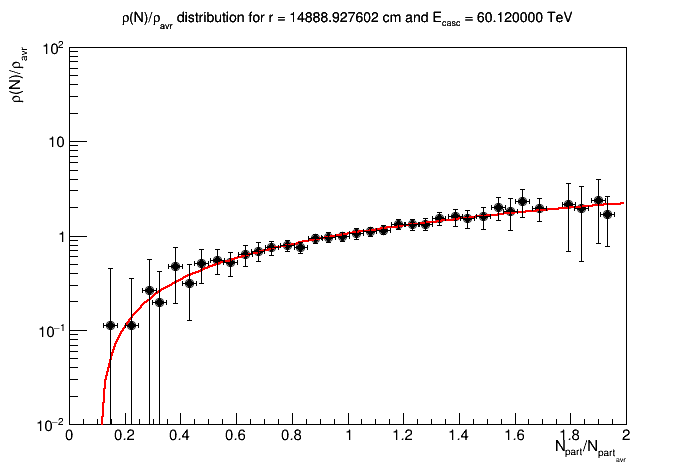 ρ(N)/ρavr distribution for r = 14888.927602 cm and Ecasc = 60.120000 TeV
ρ(N)/ρavr
10²
10
1
10⁻¹
10⁻²
0 0.2 0.4 0.6 0.8 1 1.2 1.4 1.6 1.8 2
Npart/Npartavr